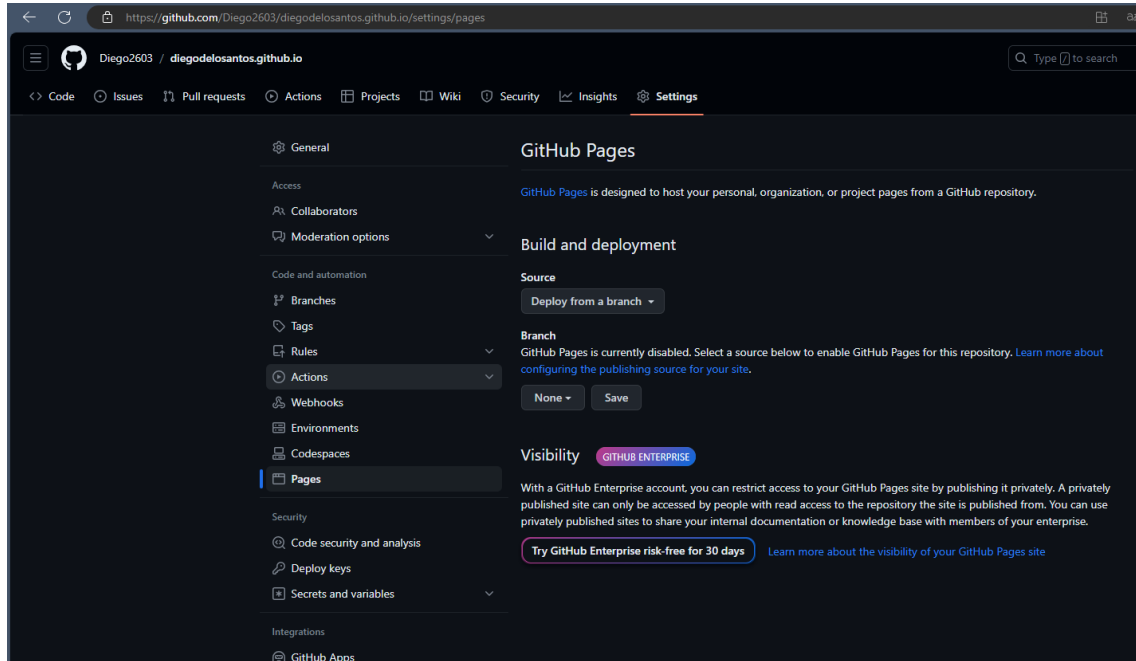 https://github.com/Diego2603/diegodelosantos.github.io/settings/pages
Diego2603 / diegodelosantos.github.io
Type / to search
<> Code Issues Pull requests Actions Projects Wiki Security Insights Settings
General
Access
Collaborators
Moderation options
Code and automation
Branches
Tags
Rules
Actions
Webhooks
Environments
Codespaces
Pages
Security
Code security and analysis
Deploy keys
Secrets and variables
Integrations
GitHub Apps
GitHub Pages
GitHub Pages is designed to host your personal, organization, or project pages from a GitHub repository.
Build and deployment
Source
Deploy from a branch
Branch
GitHub Pages is currently disabled. Select a source below to enable GitHub Pages for this repository. Learn more about
configuring the publishing source for your site.
None Save
Visibility GITHUB ENTERPRISE
With a GitHub Enterprise account, you can restrict access to your GitHub Pages site by publishing it privately. A privately
published site can only be accessed by people with read access to the repository the site is published from. You can use
privately published sites to share your internal documentation or knowledge base with members of your enterprise.
Try GitHub Enterprise risk-free for 30 days Learn more about the visibility of your GitHub Pages site